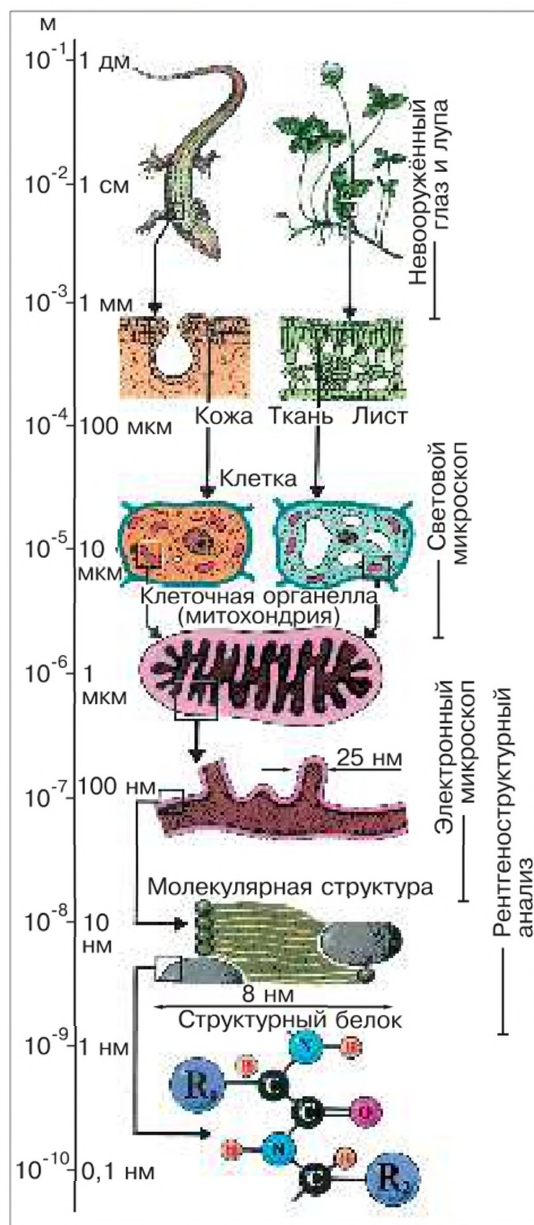 м
10⁻¹ 1 дм
10⁻² 1 см
10⁻³ 1 мм
Невооружённый
глаз и лупа
Кожа Ткань Лист
10⁻⁴ 100 мкм
Клетка
10⁻⁵ 10
мкм
Световой
микроскоп
Клеточная органелла
(митохондрия)
10⁻⁶ 1
мкм
25 нм
10⁻⁷ 100 нм
Электронный
микроскоп
Рентгеноструктурный
анализ
Молекулярная структура
10⁻⁸ 10
нм
8 нм
Структурный белок
10⁻⁹ 1 нм
N H
H
R₁ C
C O
H N H
10⁻¹⁰ 0,1 нм
C R₂